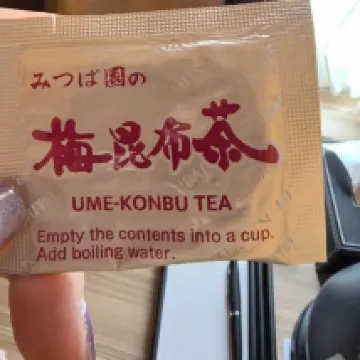 みつば園の
梅昆布茶
UME-KONBU TEA
Empty the contents into a cup.
Add boiling water.